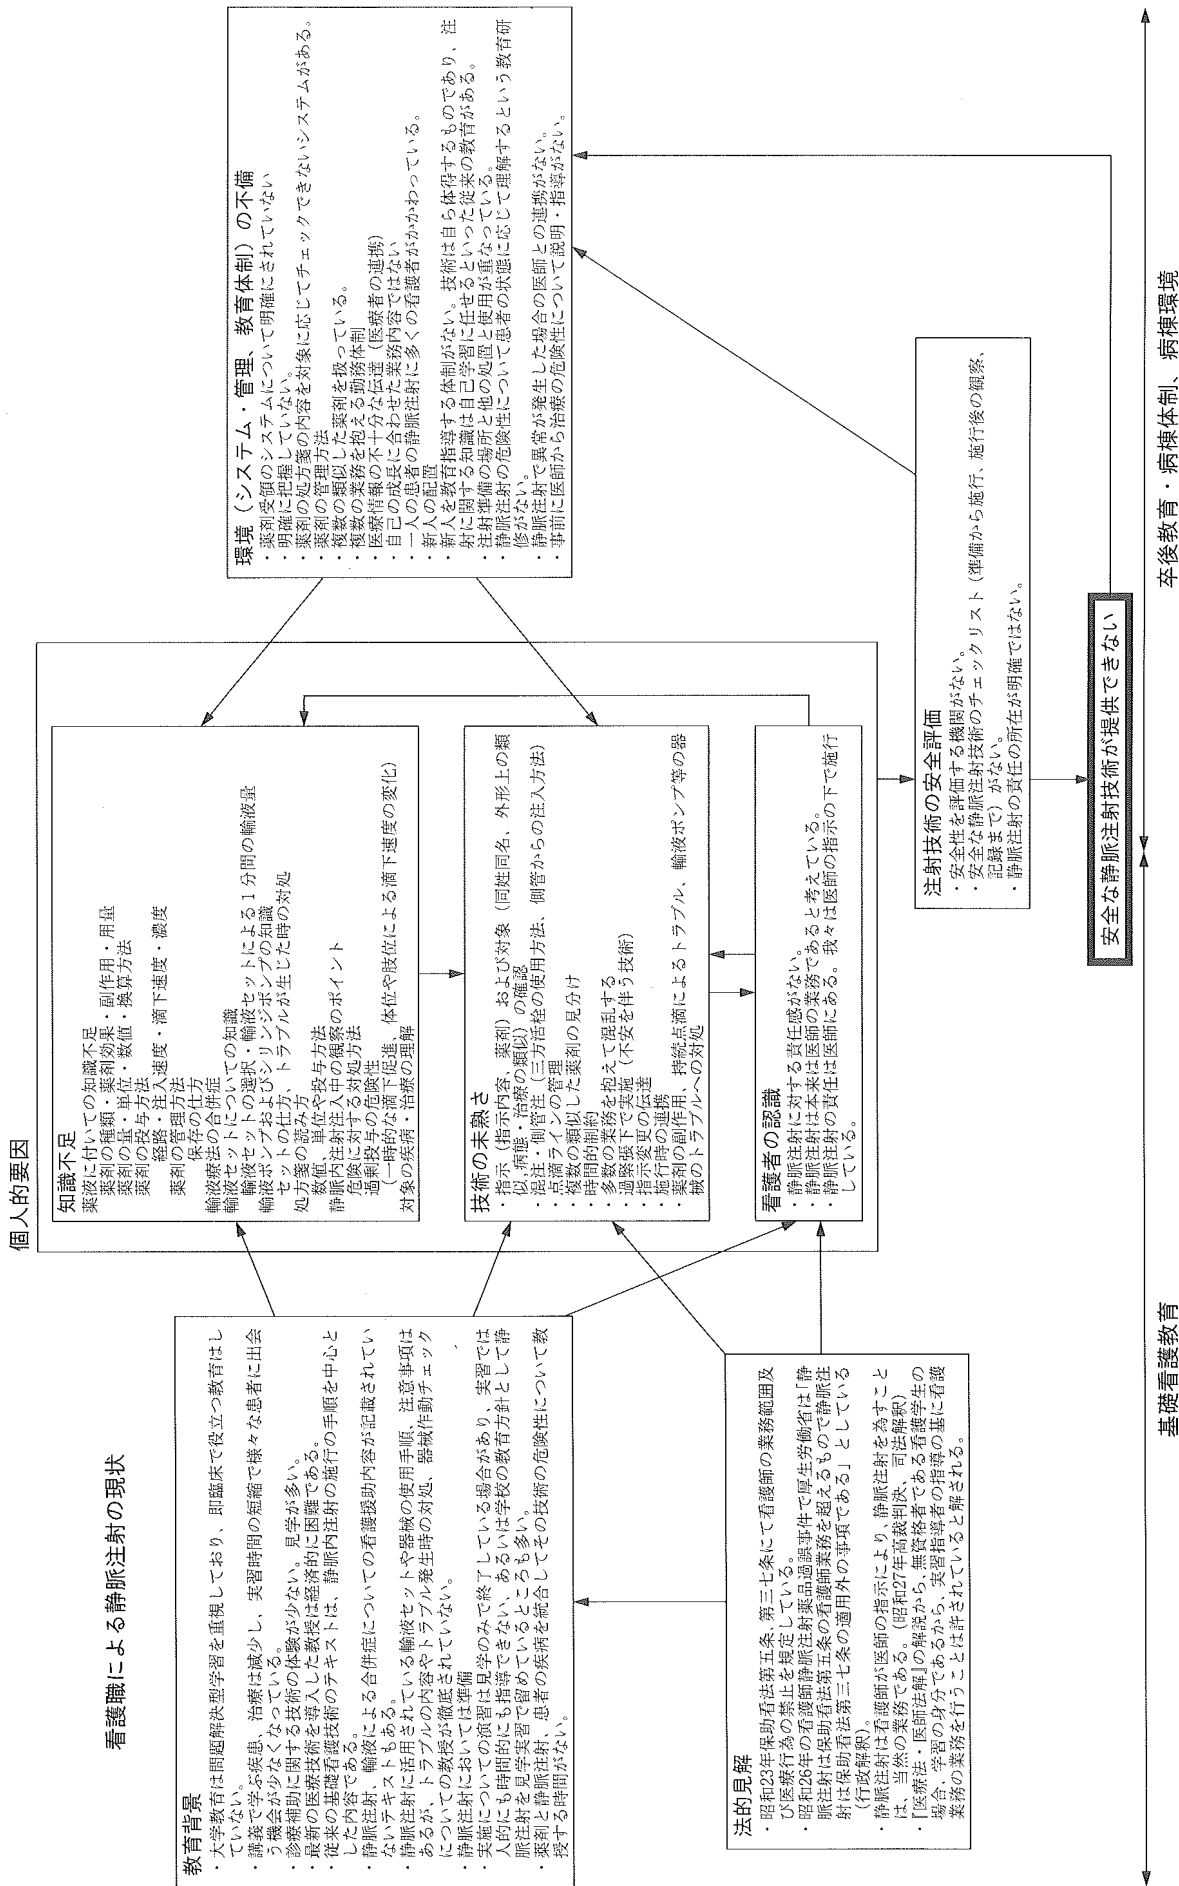 看護職による静脈注射の現状
教育背景
・大学教育は問題解決型学習を重視しており、即臨床で役立つ教育はし
ていない。
・講義で学ぶ疾患、治療は減少し、実習時間の短縮で様々な患者に出会
う機会が少なくなっている。
・診療補助に関する技術の体験が少ない。見学が多い。
・最新の医療技術を導入した教授は経済的に困難である。
・従来の基礎看護技術のテキストは、静脈内注射の施行の手順を中心と
した内容である。
・静脈注射、輸液による合併症についての看護援助内容が記載されてい
ないテキストもある。
・静脈注射に活用されている輸液セットや器械の使用手順、注意事項は
あるが、トラブルの内容やトラブル発生時の対処、器械作動チェック
についての教授が徹底されていない。
・静脈注射においては準備
・実施についての演習は見学のみで終了している場合があり、実習では
人的にも時間的にも指導できない、あるいは学校の教育方針として静
脈注射を見学実習で留めているところも多い。
・薬剤と静脈注射、患者の疾病を統合してその技術の危険性について教
授する時間がない。
法的見解
・昭和23年保助看法第五条、第三七条にて看護師の業務範囲及
び医療行為の禁止を規定している。
・昭和26年の看護師静脈注射薬品過誤事件で厚生労働省は「静
脈注射は保助看法第五条の看護師業務を超えるもので静脈注
射は保助看法第三七条の適用外の事項である」としている
(行政解釈)。
・静脈注射は看護師が医師の指示により、静脈注射を為すこと
は、当然の業務である。(昭和27年高裁判決、司法解釈)
・『医療法・医師法解』の解説から、無資格者である看護学生の
場合、学習の身分であるから、実習指導者の指導の基に看護
業務の業務を行うことは許されていると解される。
個人的要因
知識不足
薬液に付いての知識不足
薬剤の種類・薬剤効果・副作用・用量
薬剤の量・単位・数値・換算方法
薬剤の投与方法
経路・注入速度・滴下速度・濃度
薬剤の管理方法
保存の仕方
輸液療法の合併症
輸液セットについての知識
輸液セットの選択・輸液セットによる1分間の輸液量
輸液ポンプおよびシリンジポンプの知識
セットの仕方、トラブルが生じた時の対処
処方箋の読み方
数値、単位や投与方法
静脈内注射注入中の観察のポイント
危険に対する対処方法
過剰投与の危険性
(一時的な滴下促進、体位や肢位による滴下速度の変化)
対象の疾病・治療の理解
技術の未熟さ
・指示(指示内容、薬剤)および対象(同姓同名、外形上の類
似、病態・治療の類似)の確認
・混注・側管注(三方活栓の使用方法、側管からの注入方法)
・点滴ラインの管理
・複数の類似した薬剤の見分け
・時間的制約
・多数の業務を抱えて混乱する
・過緊張下で実施(不安を伴う技術)
・指示変更の伝達
・施行時の連携
・薬剤の副作用、持続点滴によるトラブル、輸液ポンプ等の器
械のトラブルへの対処
看護者の認識
・静脈注射に対する責任感がない。
・静脈注射は本来は医師の業務であると考えている。
・静脈注射の責任は医師にある。我々は医師の指示の下で施行
している。
環境(システム・管理、教育体制)の不備
・薬剤受領のシステムについて明確にされていない
・明確に把握していない。
・薬剤の処方箋の内容を対象に応じてチェックできないシステムがある。
・薬剤の管理方法
・複数の類似した薬剤を扱っている。
・複数の業務を抱える勤務体制
・医療情報の不十分な伝達(医療者の連携)
・自己の成長に合わせた業務内容ではない
・一人の患者の静脈注射に多くの看護者がかかわっている。
・新人の配置
・新人を教育指導する体制がない。技術は自ら体得するものであり、注
射に関する知識は自己学習に任せるといった従来の教育がある。
・注射準備の場所と他の処置と使用が重なっている。
・静脈注射の危険性について患者の状態に応じて理解するという教育研
修がない。
・静脈注射で異常が発生した場合の医師との連携がない。
・事前に医師から治療の危険性について説明・指導がない。
注射技術の安全評価
・安全性を評価する機関がない。
・安全な静脈注射技術のチェックリスト(準備から施行、施行後の観察、
記録まで)がない。
・静脈注射の責任の所在が明確ではない。
安全な静脈注射技術が提供できない
基礎看護教育
卒後教育・病棟体制、病棟環境